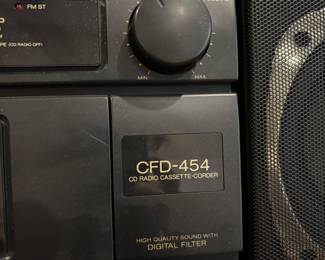 FM ST
(CD RADIO OFF)
MIN
MAX
CFD-454
CD RADIO CASSETTE-CORDER
HIGH QUALITY SOUND WITH
DIGITAL FILTER